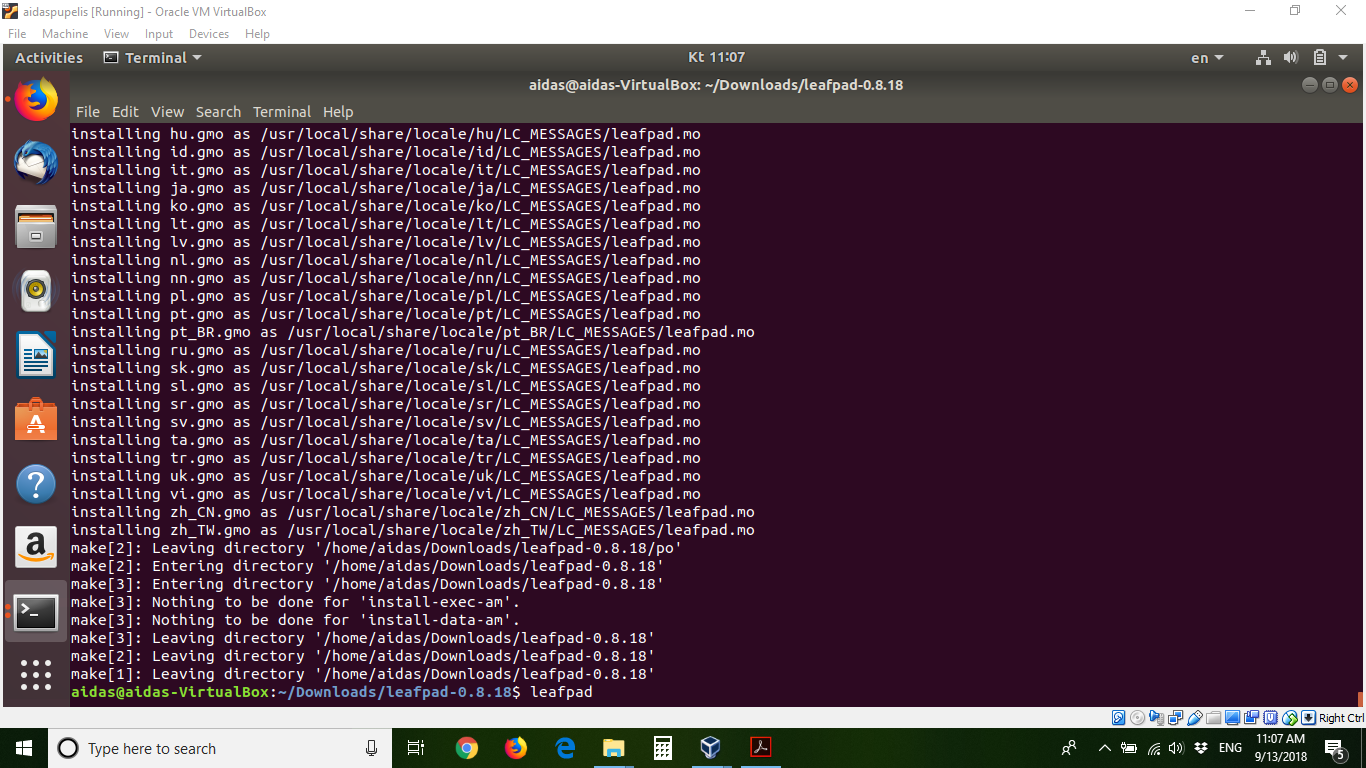 aidaspupelis [Running] - Oracle VM VirtualBox
File Machine View Input Devices Help
Activities Terminal Kt 11:07 en
aidas@aidas-VirtualBox: ~/Downloads/leafpad-0.8.18
File Edit View Search Terminal Help
installing hu.gmo as /usr/local/share/locale/hu/LC_MESSAGES/leafpad.mo
installing id.gmo as /usr/local/share/locale/id/LC_MESSAGES/leafpad.mo
installing it.gmo as /usr/local/share/locale/it/LC_MESSAGES/leafpad.mo
installing ja.gmo as /usr/local/share/locale/ja/LC_MESSAGES/leafpad.mo
installing ko.gmo as /usr/local/share/locale/ko/LC_MESSAGES/leafpad.mo
installing lt.gmo as /usr/local/share/locale/lt/LC_MESSAGES/leafpad.mo
installing lv.gmo as /usr/local/share/locale/lv/LC_MESSAGES/leafpad.mo
installing nl.gmo as /usr/local/share/locale/nl/LC_MESSAGES/leafpad.mo
installing nn.gmo as /usr/local/share/locale/nn/LC_MESSAGES/leafpad.mo
installing pl.gmo as /usr/local/share/locale/pl/LC_MESSAGES/leafpad.mo
installing pt.gmo as /usr/local/share/locale/pt/LC_MESSAGES/leafpad.mo
installing pt_BR.gmo as /usr/local/share/locale/pt_BR/LC_MESSAGES/leafpad.mo
installing ru.gmo as /usr/local/share/locale/ru/LC_MESSAGES/leafpad.mo
installing sk.gmo as /usr/local/share/locale/sk/LC_MESSAGES/leafpad.mo
installing sl.gmo as /usr/local/share/locale/sl/LC_MESSAGES/leafpad.mo
installing sr.gmo as /usr/local/share/locale/sr/LC_MESSAGES/leafpad.mo
installing sv.gmo as /usr/local/share/locale/sv/LC_MESSAGES/leafpad.mo
installing ta.gmo as /usr/local/share/locale/ta/LC_MESSAGES/leafpad.mo
installing tr.gmo as /usr/local/share/locale/tr/LC_MESSAGES/leafpad.mo
installing uk.gmo as /usr/local/share/locale/uk/LC_MESSAGES/leafpad.mo
installing vi.gmo as /usr/local/share/locale/vi/LC_MESSAGES/leafpad.mo
installing zh_CN.gmo as /usr/local/share/locale/zh_CN/LC_MESSAGES/leafpad.mo
installing zh_TW.gmo as /usr/local/share/locale/zh_TW/LC_MESSAGES/leafpad.mo
make[2]: Leaving directory '/home/aidas/Downloads/leafpad-0.8.18/po'
make[2]: Entering directory '/home/aidas/Downloads/leafpad-0.8.18'
make[3]: Entering directory '/home/aidas/Downloads/leafpad-0.8.18'
make[3]: Nothing to be done for 'install-exec-am'.
make[3]: Nothing to be done for 'install-data-am'.
make[3]: Leaving directory '/home/aidas/Downloads/leafpad-0.8.18'
make[2]: Leaving directory '/home/aidas/Downloads/leafpad-0.8.18'
make[1]: Leaving directory '/home/aidas/Downloads/leafpad-0.8.18'
aidas@aidas-VirtualBox:~/Downloads/leafpad-0.8.18$ leafpad
Right Ctrl
Type here to search
ENG
11:07 AM
9/13/2018
5